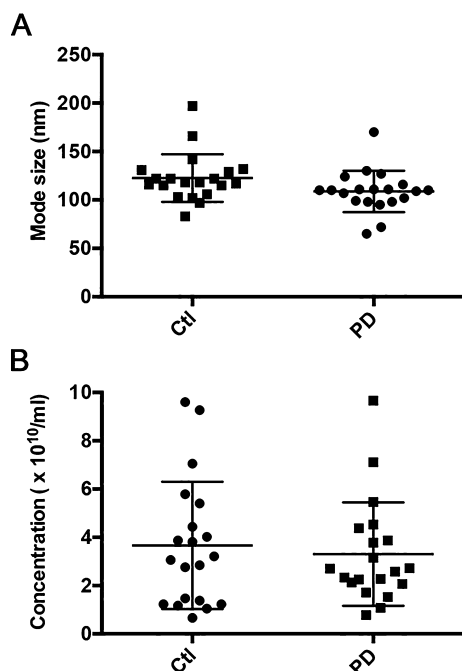 A
Mode size (nm)
250
200
150
100
50
0
Ctl
PD
B
Concentration ( x 10¹⁰/ml)
10
8
6
4
2
0
Ctl
PD